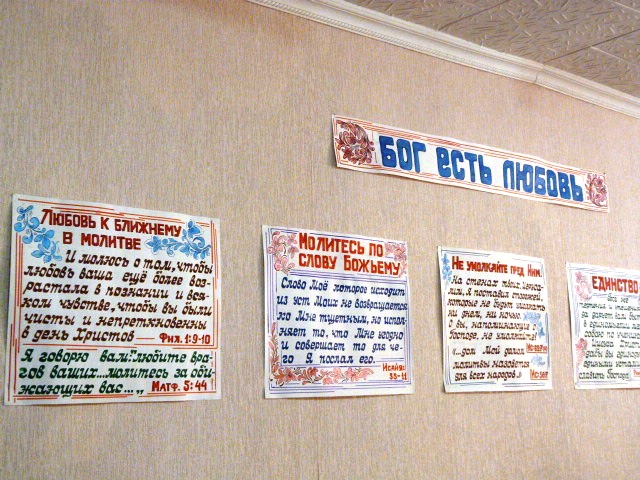 БОГ ЕСТЬ ЛЮБОВЬ
ЛЮБОВЬ К БЛИЖНЕМУ
В МОЛИТВЕ
И молюсь о том, чтобы
любовь ваша ещё более воз-
растала в познании и вся-
ком чувстве, чтобы вы были
чисты и непреткновенны
в день Христов Фил. 1:9-10
Я говорю вам: любите вра-
гов ваших...молитесь за оби-
жающих вас... Матф. 5:44
МОЛИТЕСЬ ПО
СЛОВУ БОЖЬЕМУ
Слово Моё которое исходит
из уст Моих не возвращается
ко Мне тщетным, но испол-
няет то, что Мне угодно
и совершает то для че-
го Я послал его.
Исайя:
55-11
НЕ УМОЛКАЙТЕ ПРЕД НИМ.
На стенах твоих, Иеруса-
лим, Я поставил сторожей,
которые не будут умолкать
ни днём, ни ночью.
О вы, напоминающие о
Господе, не умолкайте
"...дом Мой домом
молитвы назовется
для всех народов."
ЕДИНСТВО